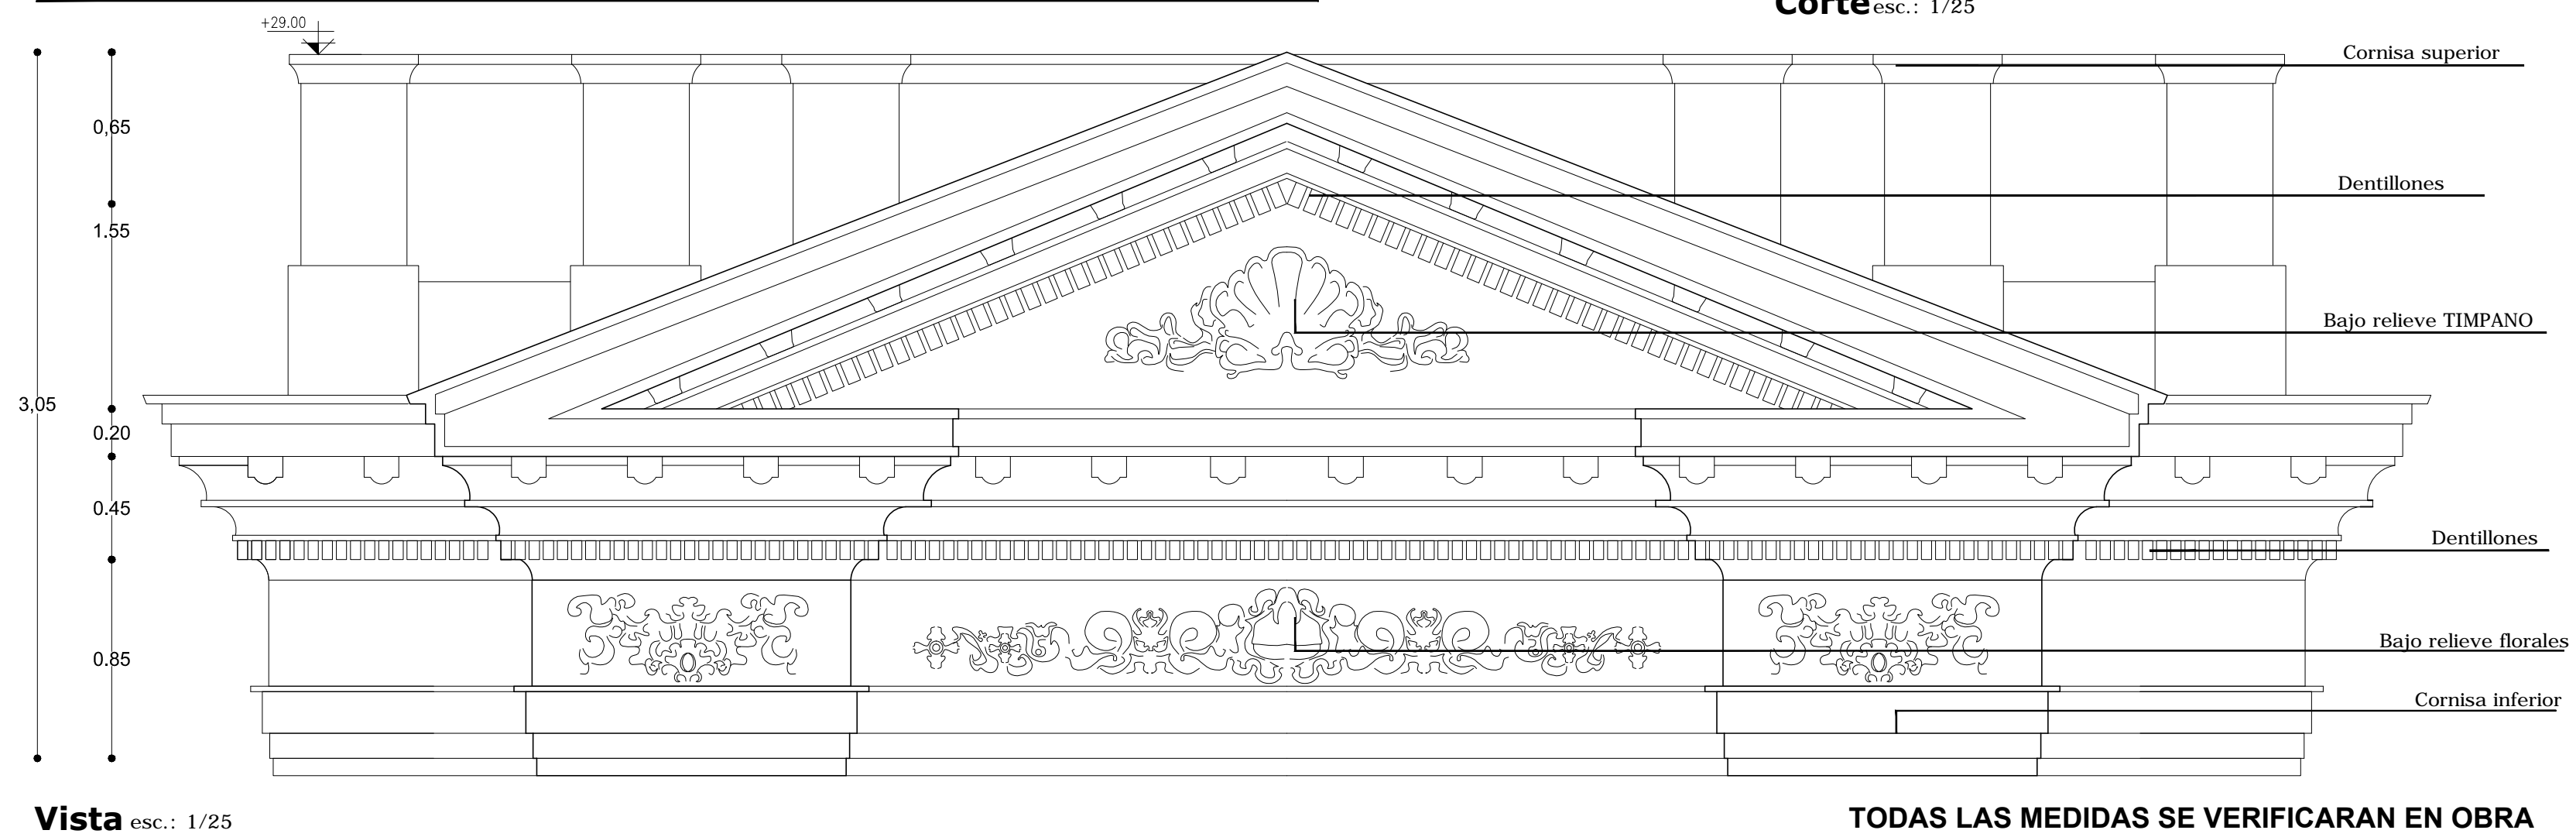 Corte esc.: 1/25
+29.00
Cornisa superior
0,65
Dentillones
1.55
Bajo relieve TIMPANO
3,05
0.20
0.45
Dentillones
0.85
Bajo relieve florales
Cornisa inferior
Vista esc.: 1/25
TODAS LAS MEDIDAS SE VERIFICARAN EN OBRA